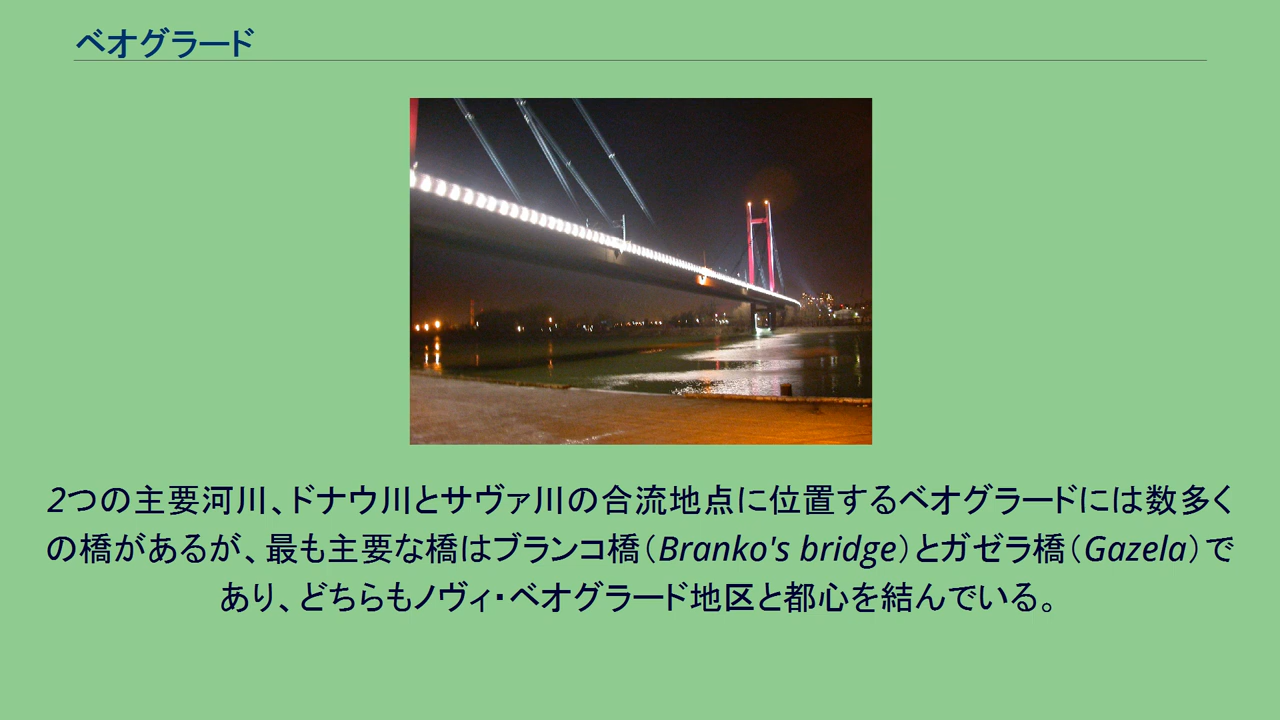 ベオグラード
2つの主要河川、ドナウ川とサヴァ川の合流地点に位置するベオグラードには数多く
の橋があるが、最も主要な橋はブランコ橋（Branko's bridge）とガゼラ橋（Gazela）で
あり、どちらもノヴィ・ベオグラード地区と都心を結んでいる。